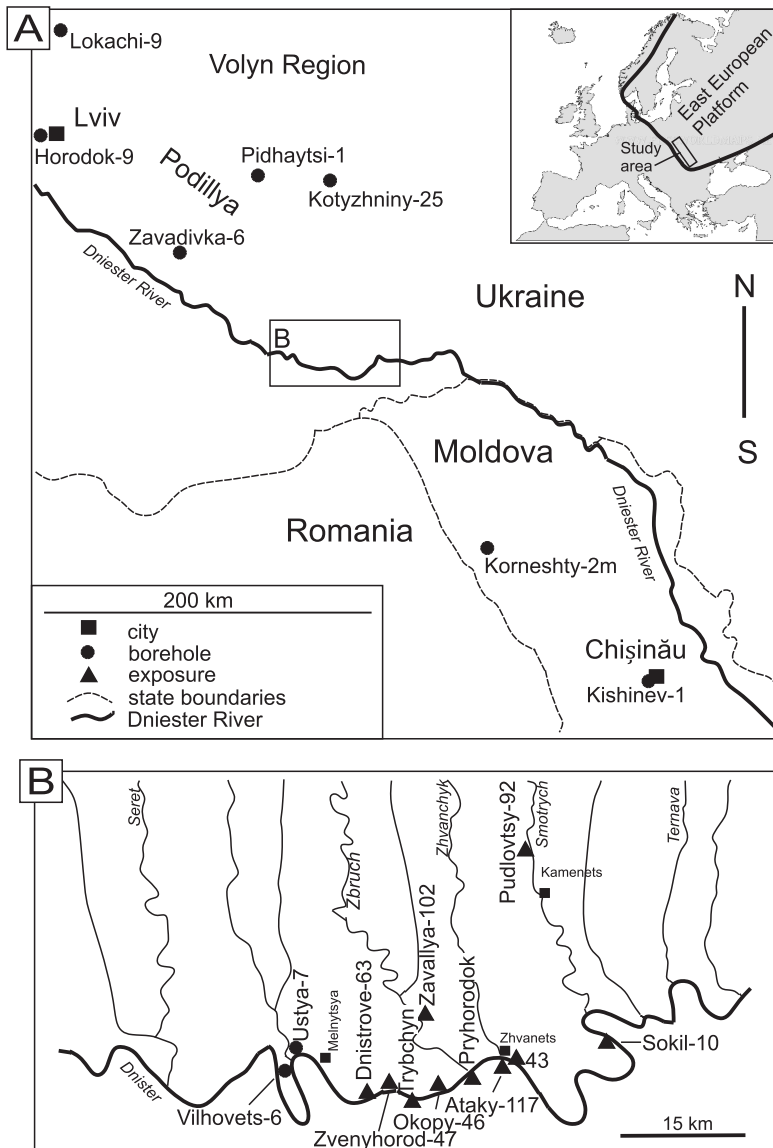 A
Lokachi-9
Volyn Region
Lviv
Horodok-9
Podillya
Pidhaytsi-1
Kotyzhniny-25
Zavadivka-6
Dniester River
B
Ukraine
N
S
Moldova
Romania
Dniester River
Korneshty-2m
Chișinău
Kishinev-1
East European
Platform
Study
area
200 km
city
borehole
exposure
state boundaries
Dniester River
B
Seret
Zbruch
Zhvanchyk
Smotrych
Ternava
Pudlovtsy-92
Kamenets
Zavallya-102
Ustya-7
Melnytsya
Dnistrove-63
Trybchyn
Pryhorodok
Zhvanets
43
Sokil-10
Dnister
Vilhovets-6
Zvenyhorod-47
Okopy-46
Ataky-117
15 km